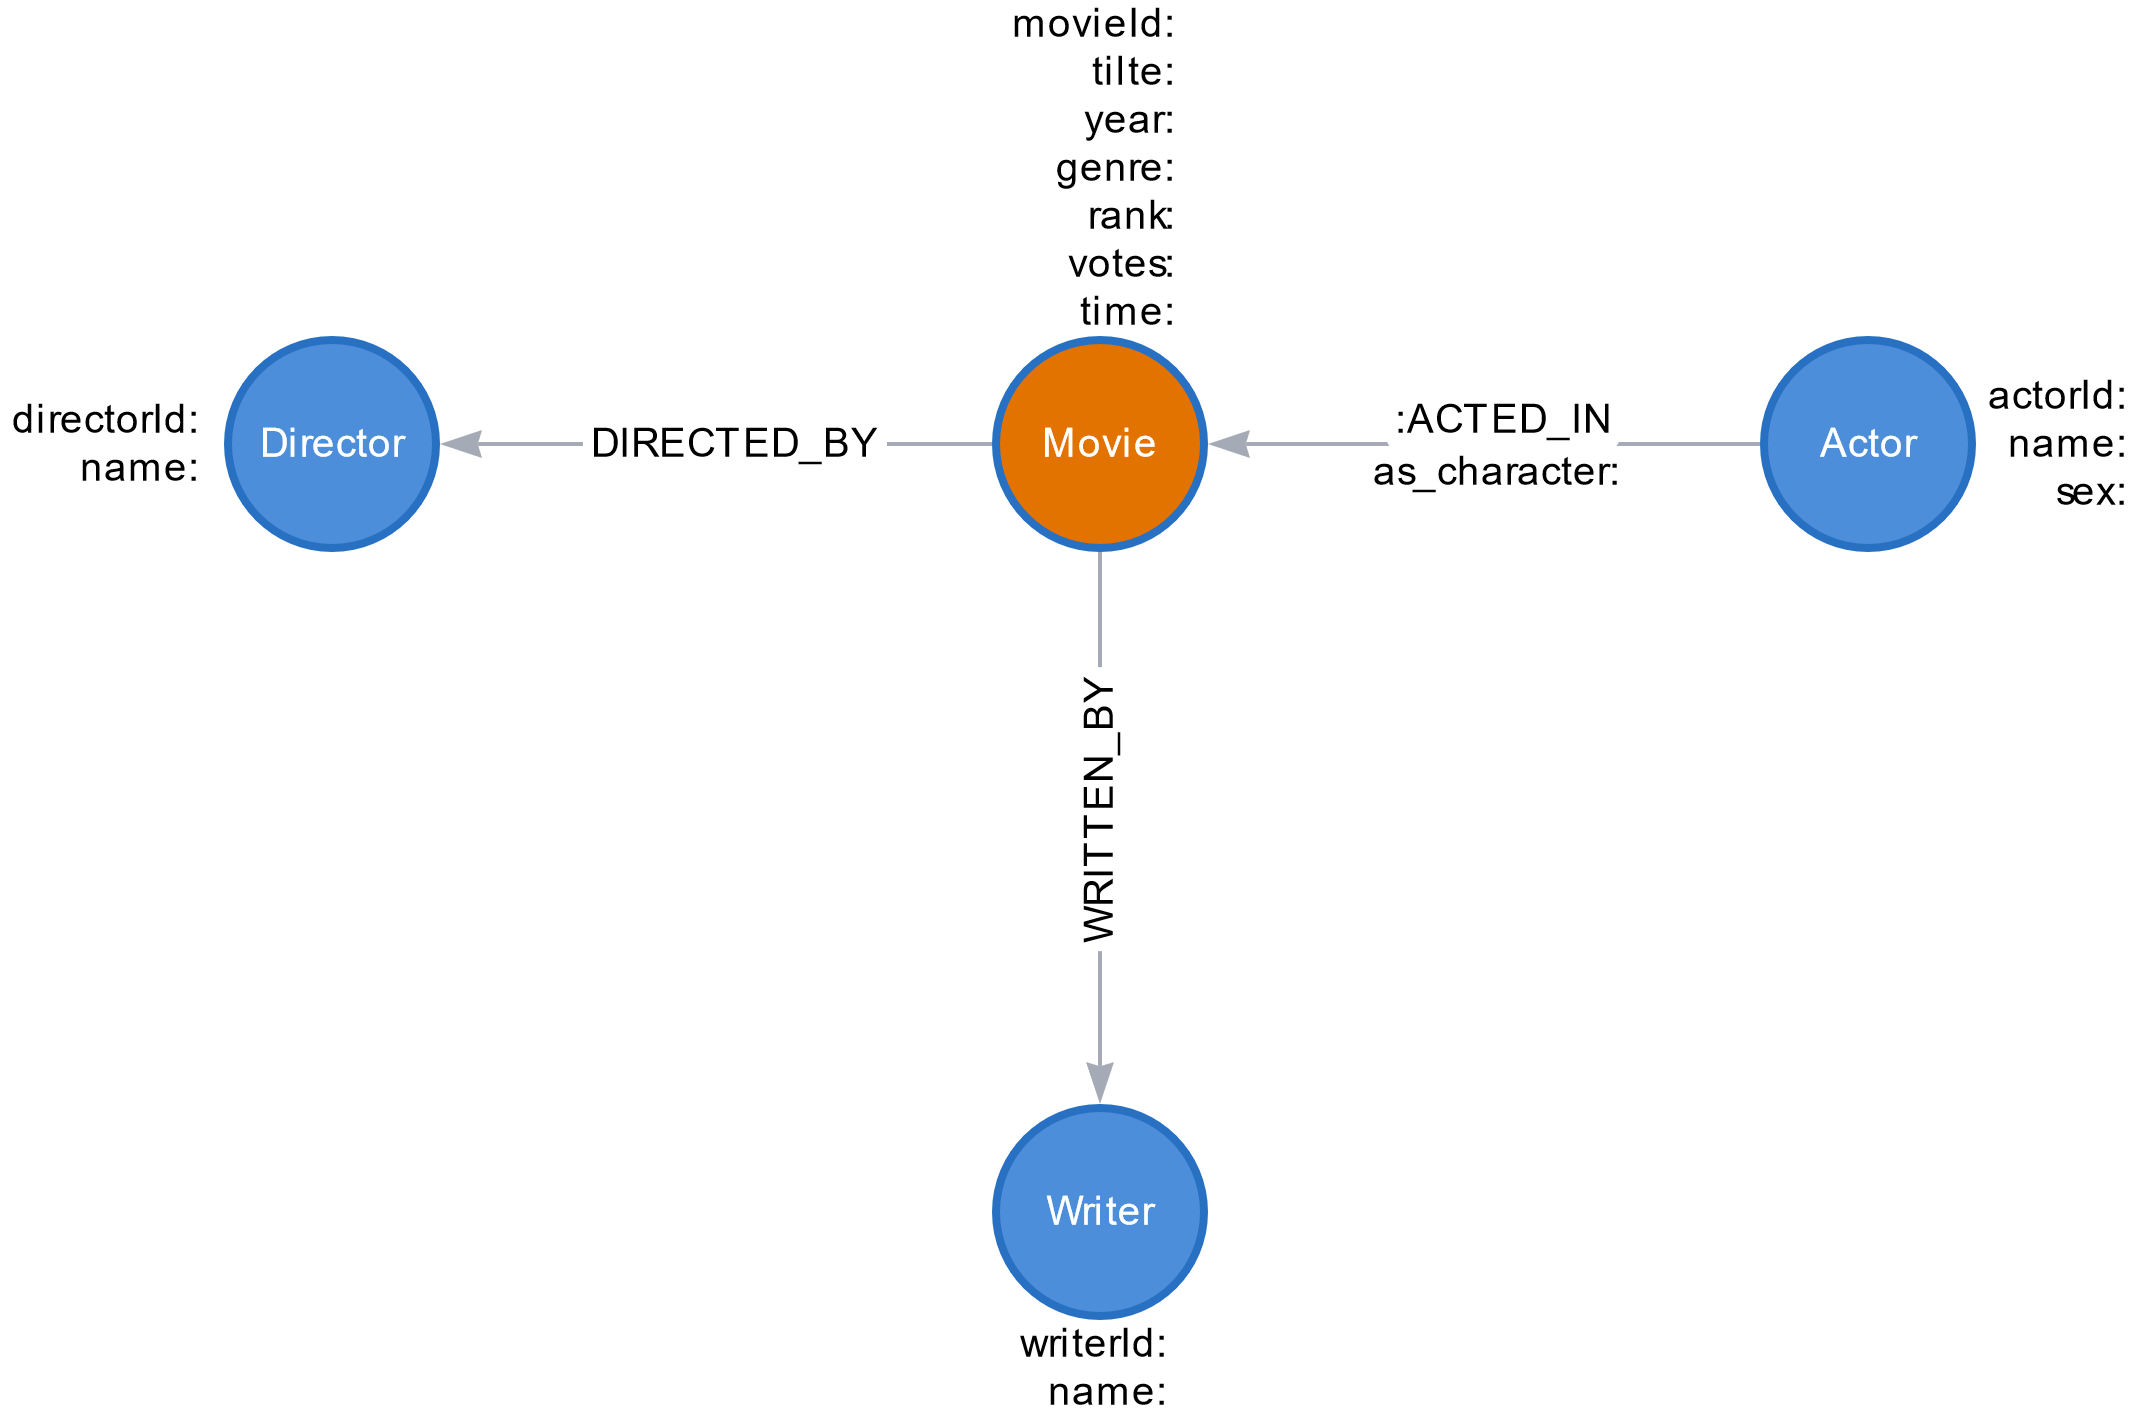 movieId:
tilte:
year:
genre:
rank:
votes:
time:
directorId:
name:
Director
DIRECTED_BY
Movie
:ACTED_IN
as_character:
Actor
actorId:
name:
sex:
WRITTEN_BY
Writer
writerId:
name: